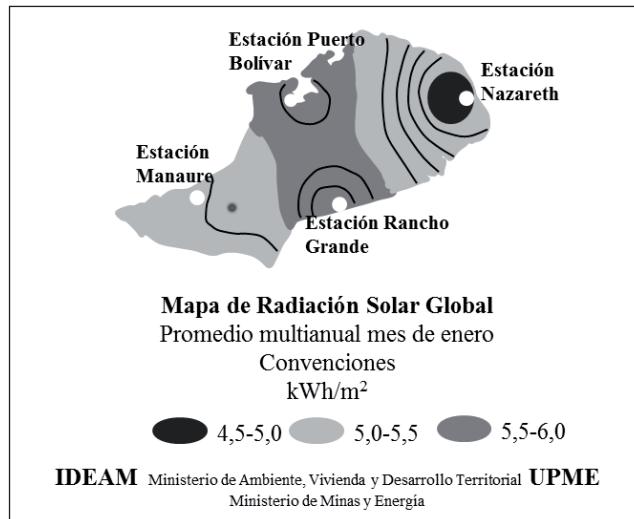 Estación Puerto
Bolívar
Estación
Nazareth
Estación
Manaure
Estación Rancho
Grande
Mapa de Radiación Solar Global
Promedio multianual mes de enero
Convenciones
kWh/m²
4,5-5,0 5,0-5,5 5,5-6,0
IDEAM Ministerio de Ambiente, Vivienda y Desarrollo Territorial UPME
Ministerio de Minas y Energía